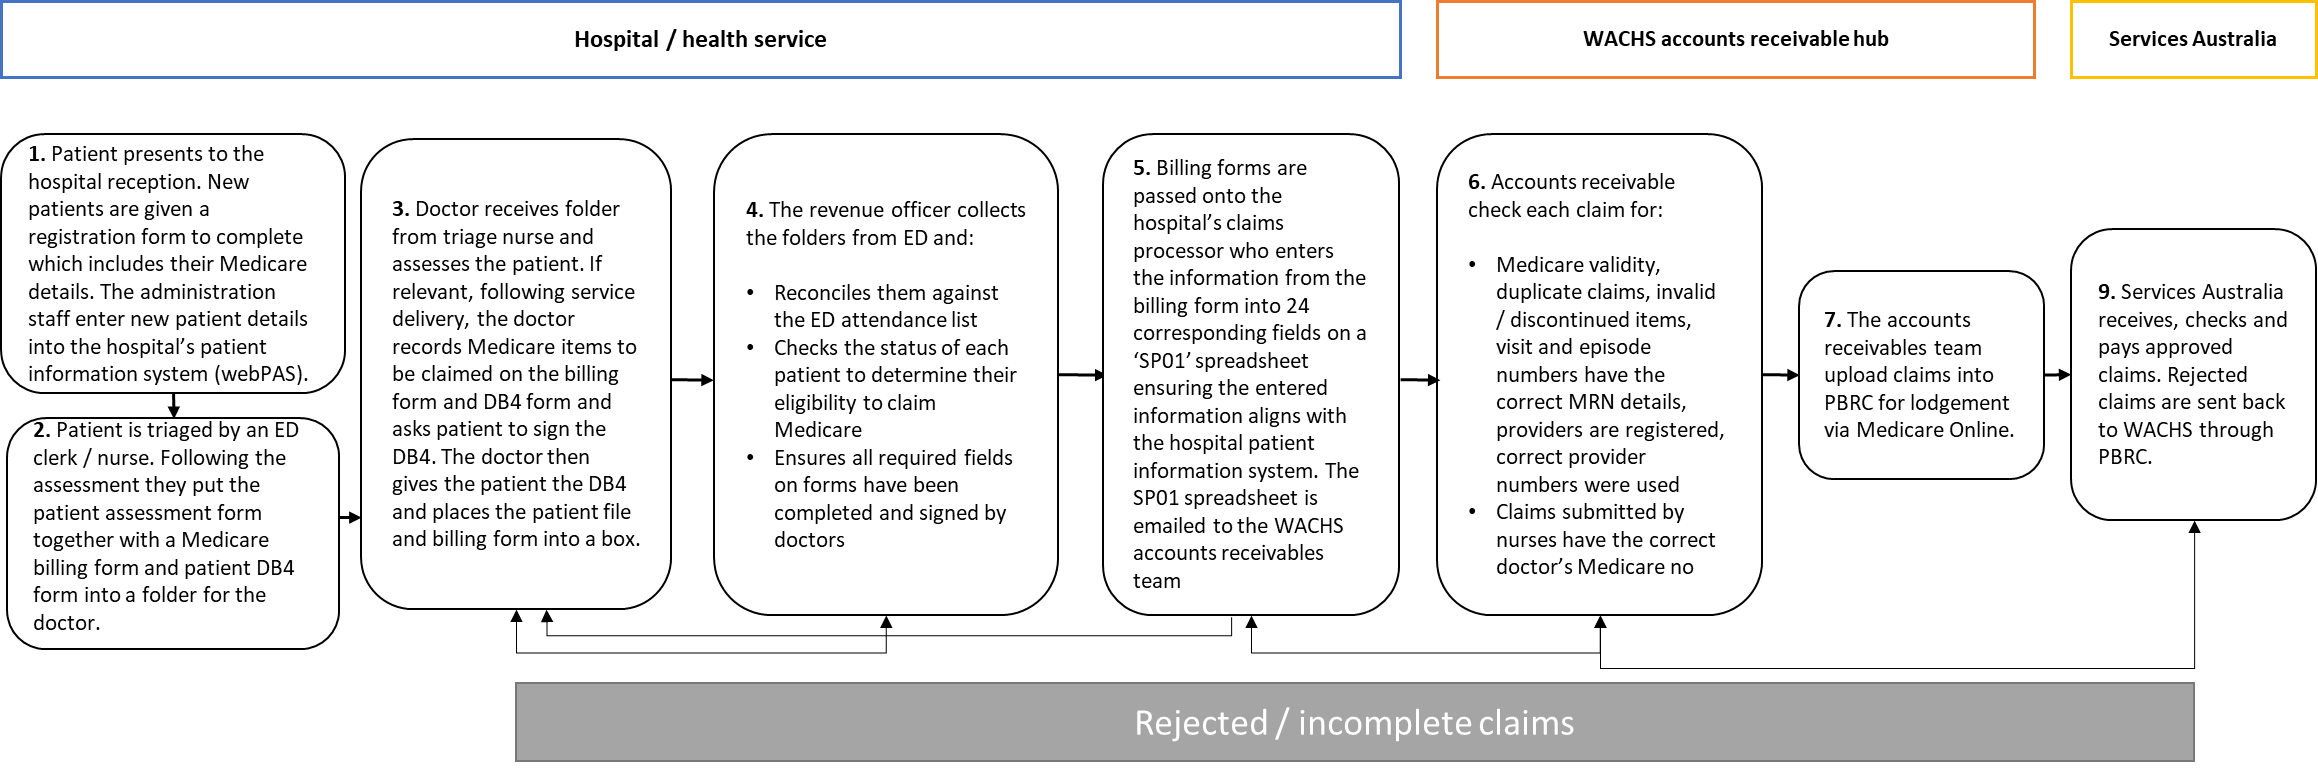 Hospital / health service
WACHS accounts receivable hub
Services Australia
1. Patient presents to the
hospital reception. New
patients are given a
registration form to complete
which includes their Medicare
details. The administration
staff enter new patient details
into the hospital's patient
information system (webPAS).
2. Patient is triaged by an ED
clerk / nurse. Following the
assessment they put the
patient assessment form
together with a Medicare
billing form and patient DB4
form into a folder for the
doctor.
3. Doctor receives folder
from triage nurse and
assesses the patient. If
relevant, following service
delivery, the doctor
records Medicare items to
be claimed on the billing
form and DB4 form and
asks patient to sign the
DB4. The doctor then
gives the patient the DB4
and places the patient file
and billing form into a box.
4. The revenue officer collects
the folders from ED and:
• Reconciles them against
the ED attendance list
• Checks the status of each
patient to determine their
eligibility to claim
Medicare
• Ensures all required fields
on forms have been
completed and signed by
doctors
5. Billing forms are
passed onto the
hospital's claims
processor who enters
the information from the
billing form into 24
corresponding fields on a
‘SP01’ spreadsheet
ensuring the entered
information aligns with
the hospital patient
information system. The
SP01 spreadsheet is
emailed to the WACHS
accounts receivables
team
6. Accounts receivable
check each claim for:
• Medicare validity,
duplicate claims, invalid
/ discontinued items,
visit and episode
numbers have the
correct MRN details,
providers are registered,
correct provider
numbers were used
• Claims submitted by
nurses have the correct
doctor's Medicare no
7. The accounts
receivables team
upload claims into
PBRC for lodgement
via Medicare Online.
9. Services Australia
receives, checks and
pays approved
claims. Rejected
claims are sent back
to WACHS through
PBRC.
Rejected / incomplete claims